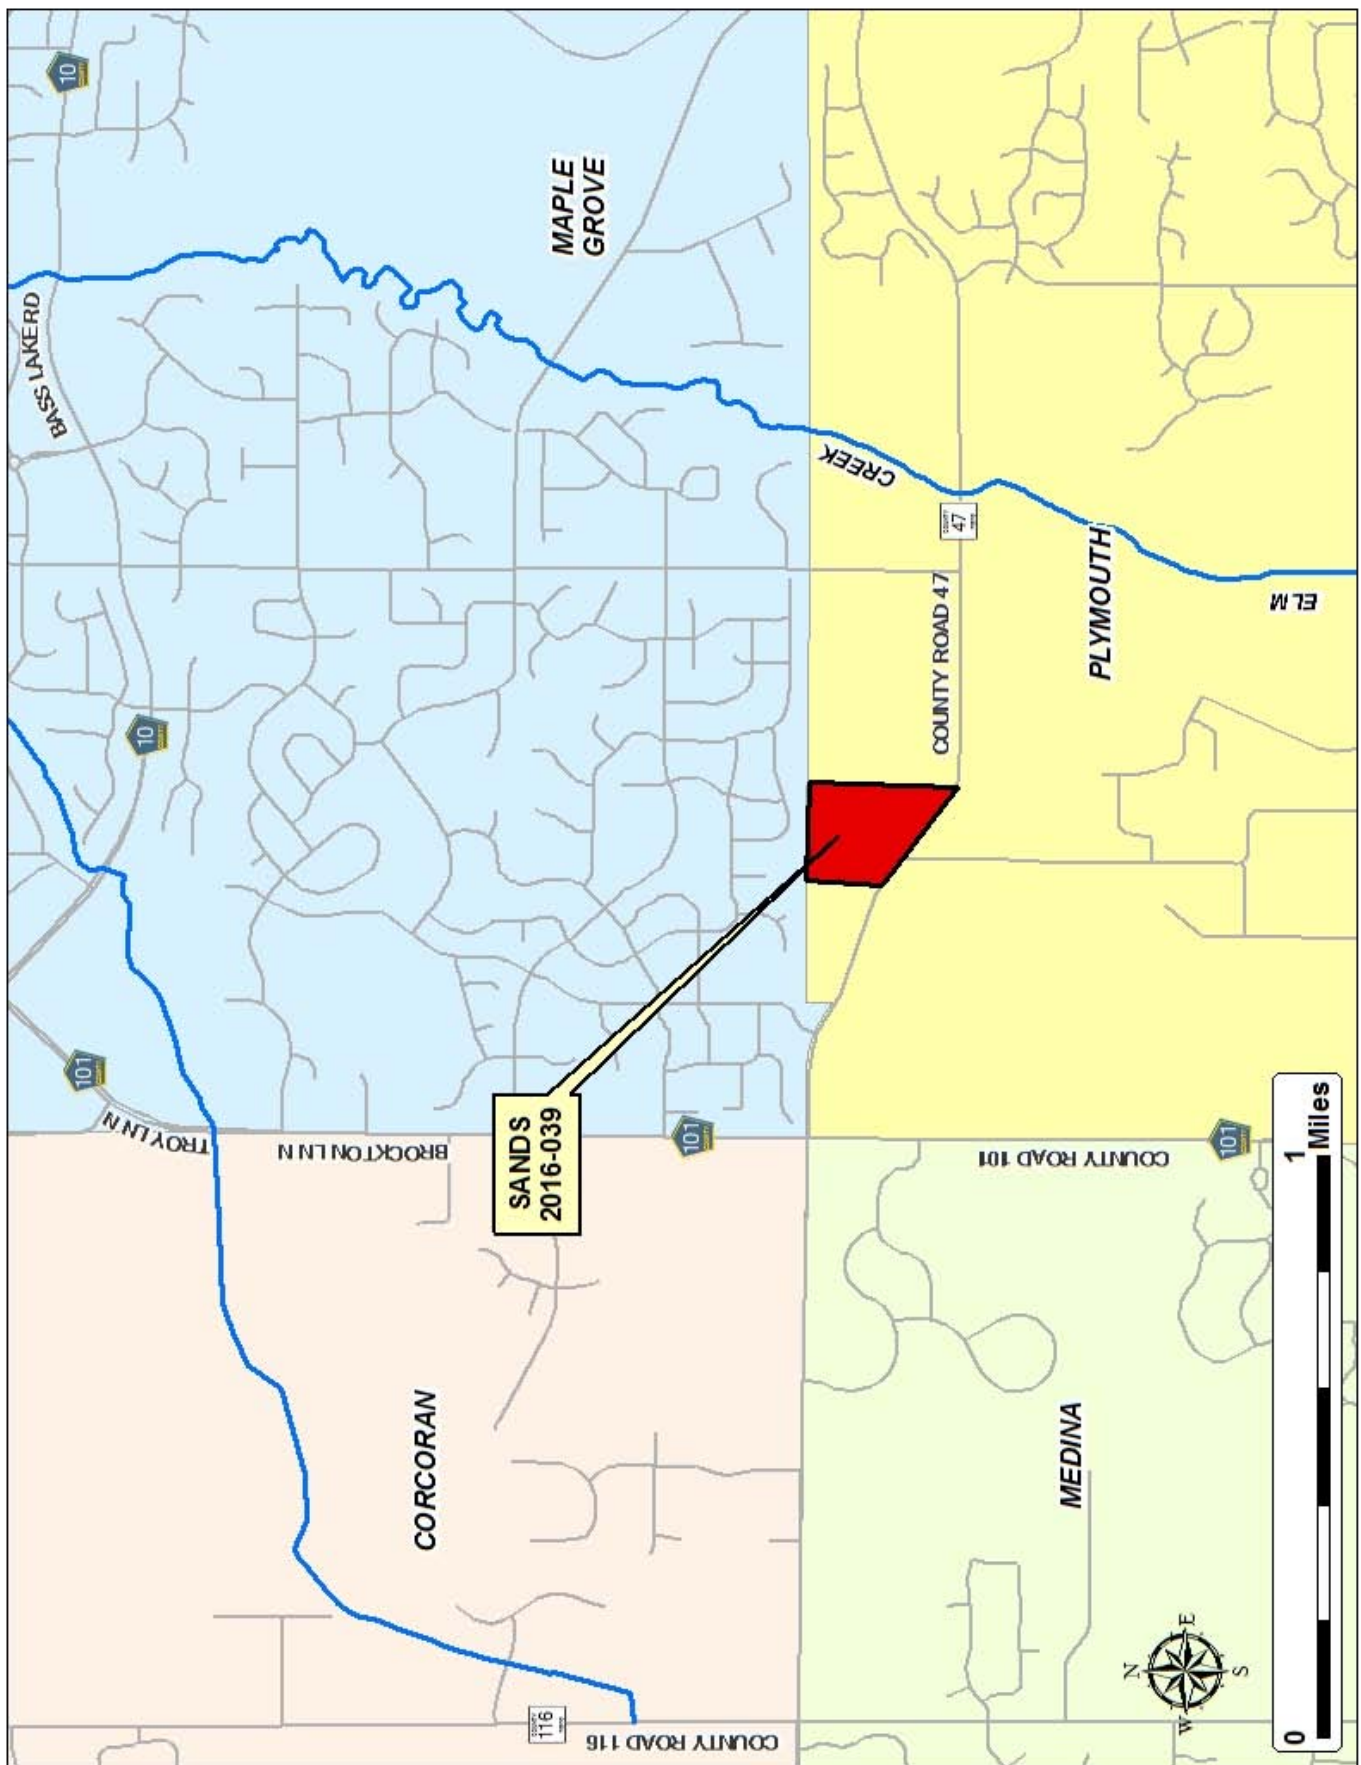 10
BASS LAKE RD
101
TROY LN N
10
BROCKTON LN N
CORCORAN
SANDS
2016-039
116
COUNTY ROAD 116
MAPLE
GROVE
101
CREEK
COUNTY ROAD 47
47
COUNTY ROAD 101
MEDINA
PLYMOUTH
N
W
E
S
101
ELM
0
1
Miles